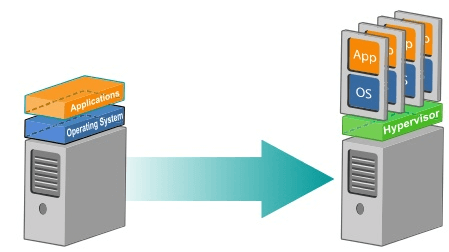 Applications
Operating System
App
OS
p
p
p
S
Hypervisor